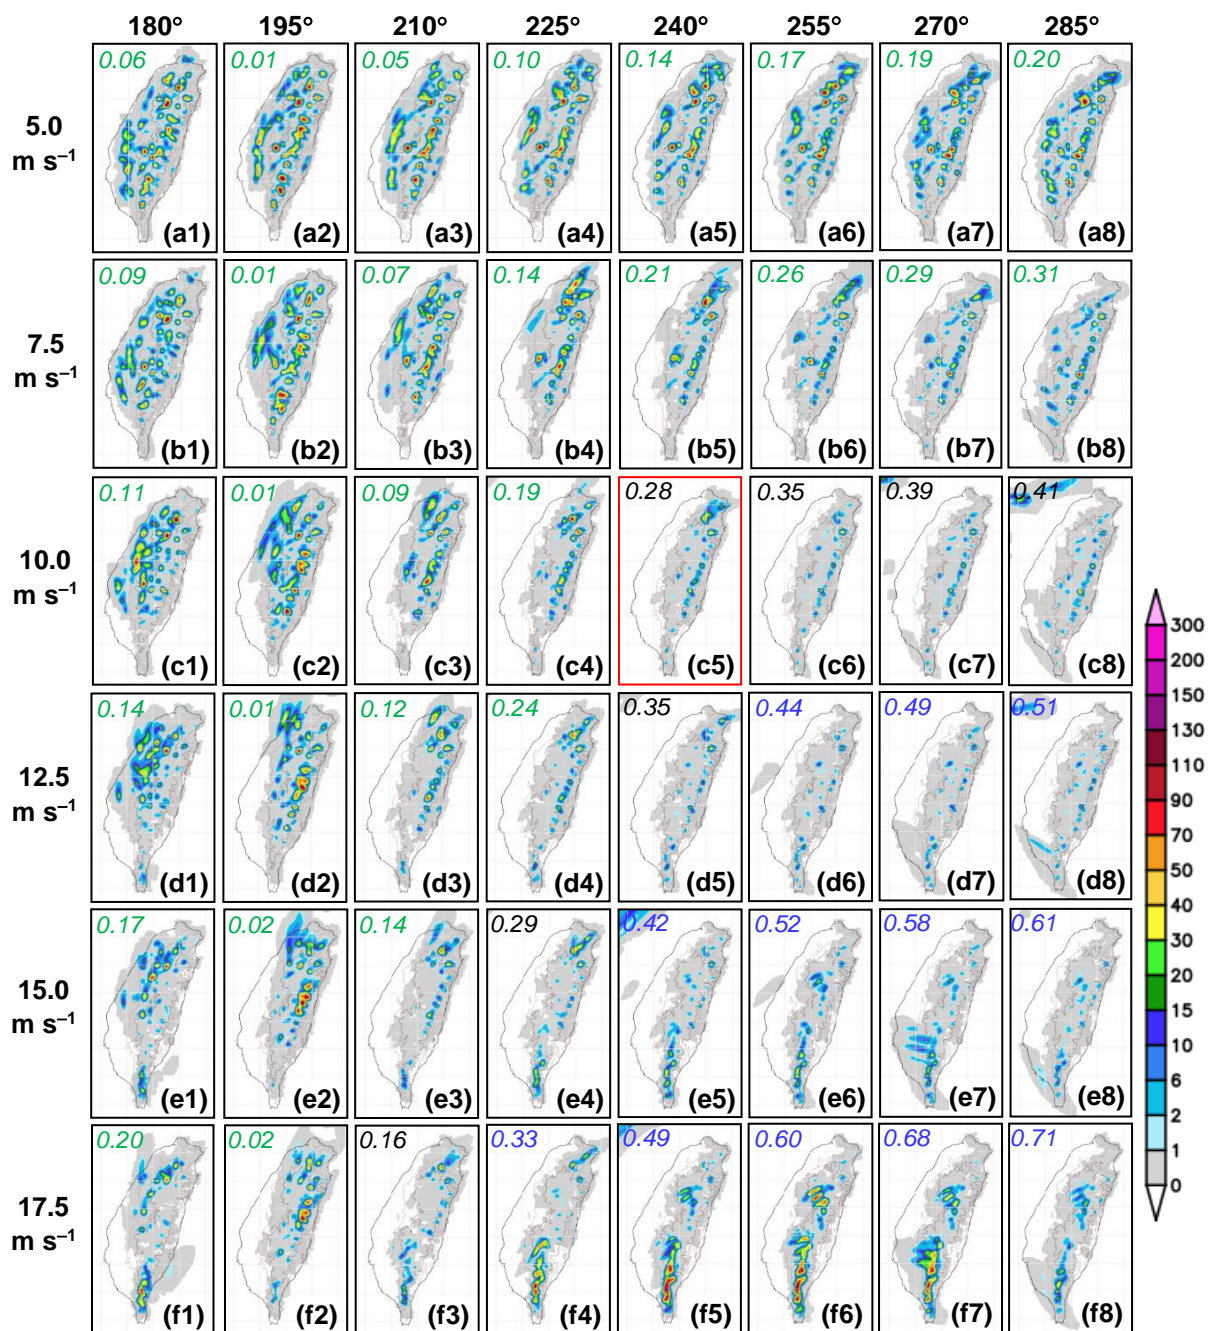 180° 195° 210° 225° 240° 255° 270° 285°
0.06 0.01 0.05 0.10 0.14 0.17 0.19 0.20
5.0
m s⁻¹
(a1) (a2) (a3) (a4) (a5) (a6) (a7) (a8)
0.09 0.01 0.07 0.14 0.21 0.26 0.29 0.31
7.5
m s⁻¹
(b1) (b2) (b3) (b4) (b5) (b6) (b7) (b8)
0.11 0.01 0.09 0.19 0.28 0.35 0.39 0.41
10.0
m s⁻¹
(c1) (c2) (c3) (c4) (c5) (c6) (c7) (c8)
0.14 0.01 0.12 0.24 0.35 0.44 0.49 0.51
12.5
m s⁻¹
(d1) (d2) (d3) (d4) (d5) (d6) (d7) (d8)
0.17 0.02 0.14 0.29 0.42 0.52 0.58 0.61
15.0
m s⁻¹
(e1) (e2) (e3) (e4) (e5) (e6) (e7) (e8)
0.20 0.02 0.16 0.33 0.49 0.60 0.68 0.71
17.5
m s⁻¹
(f1) (f2) (f3) (f4) (f5) (f6) (f7) (f8)
300
200
150
130
110
90
70
50
40
30
20
15
10
6
2
1
0